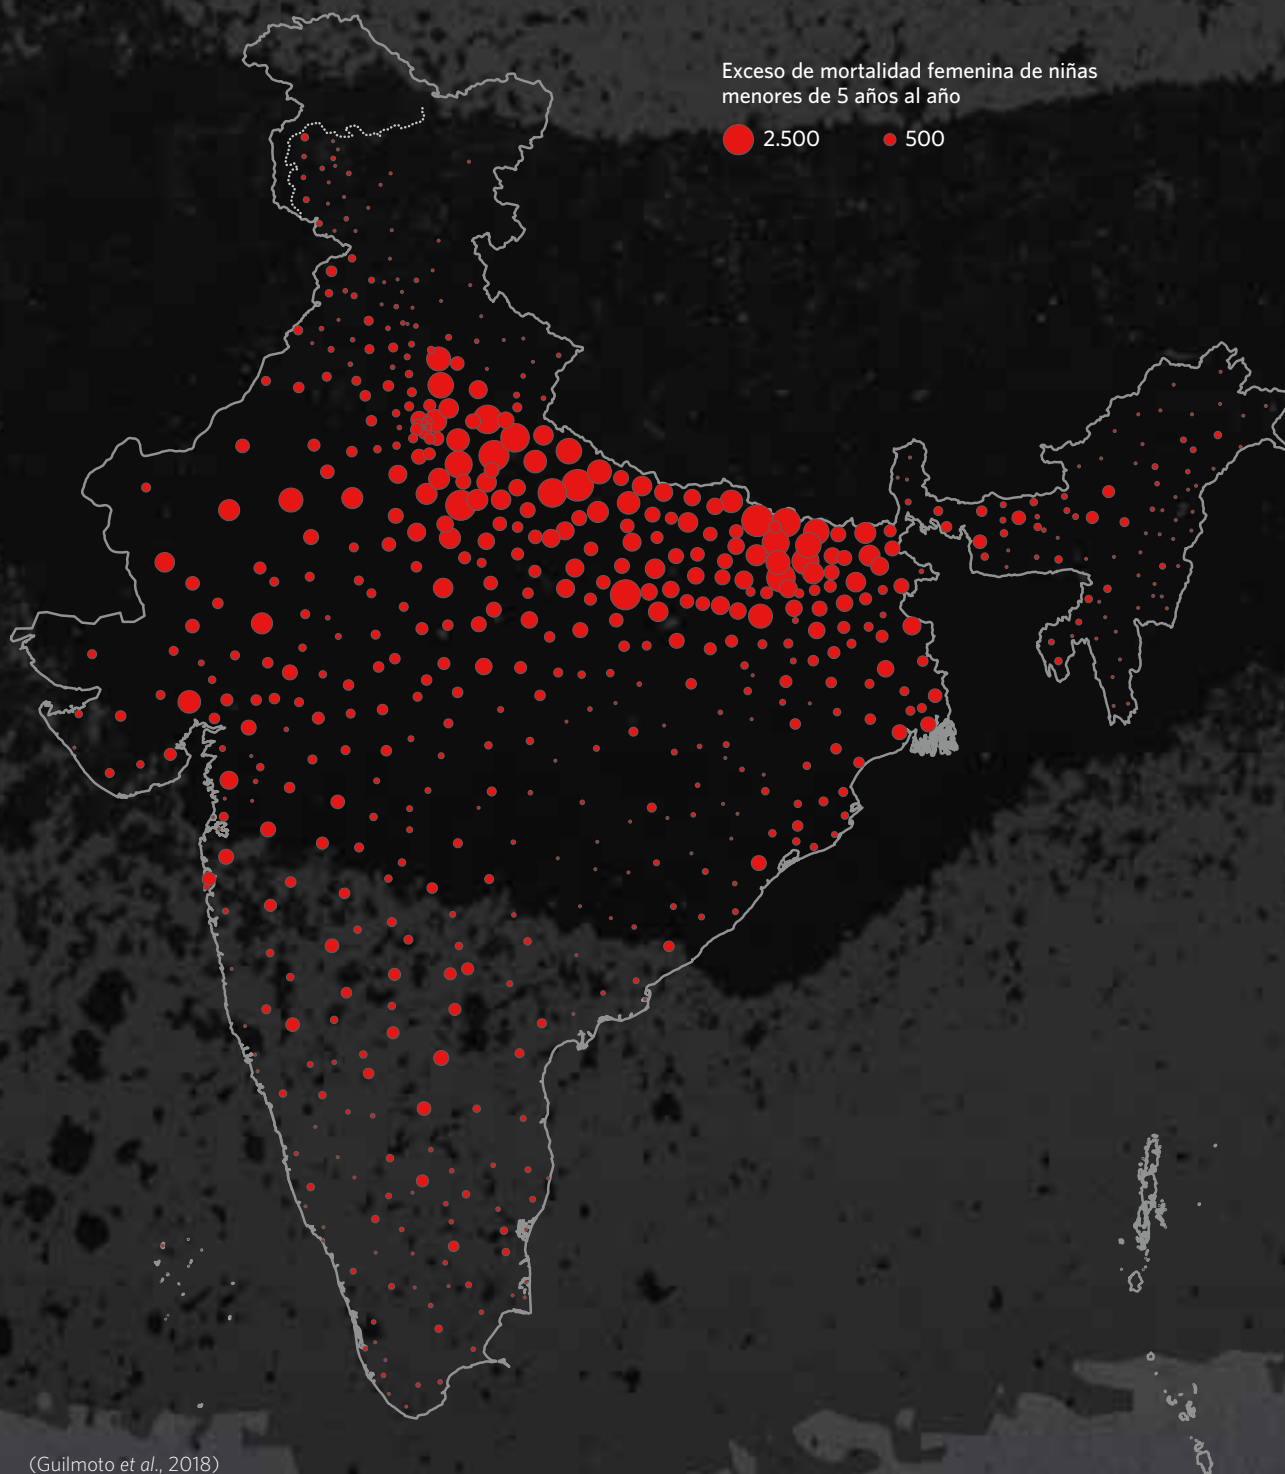 Exceso de mortalidad femenina de niñas
menores de 5 años al año
2.500 500
(Guilmoto et al., 2018)